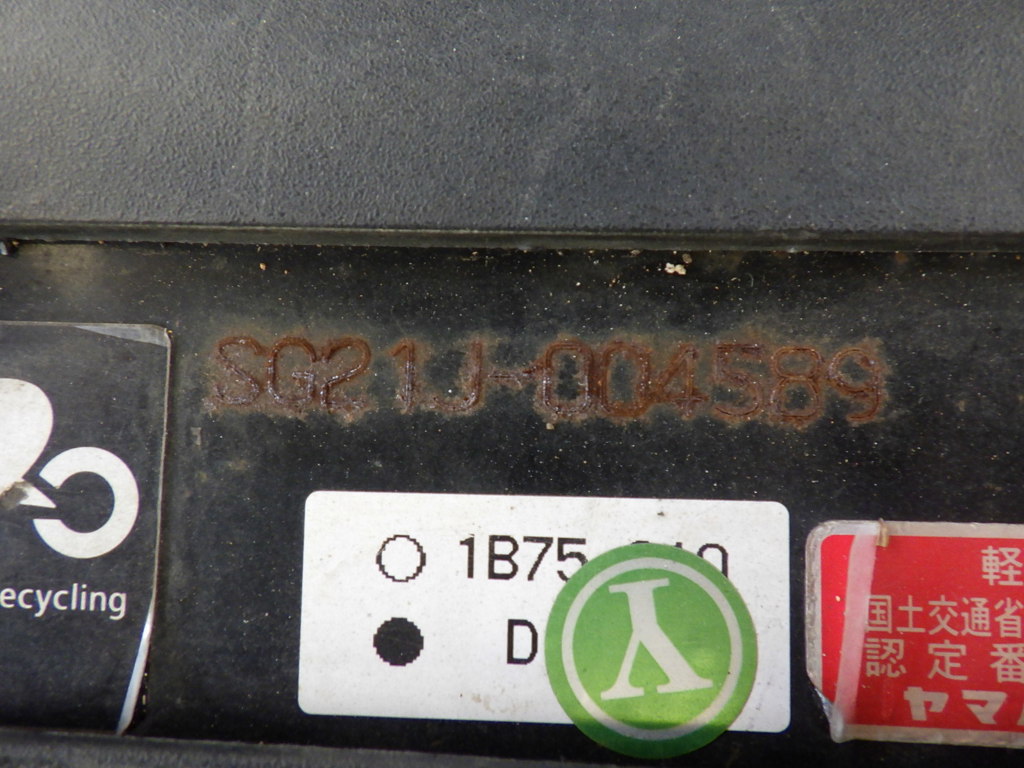 SG21J-004589
ecycling
1B75
D
Y
軽
国土交通省
認定番
ヤマ